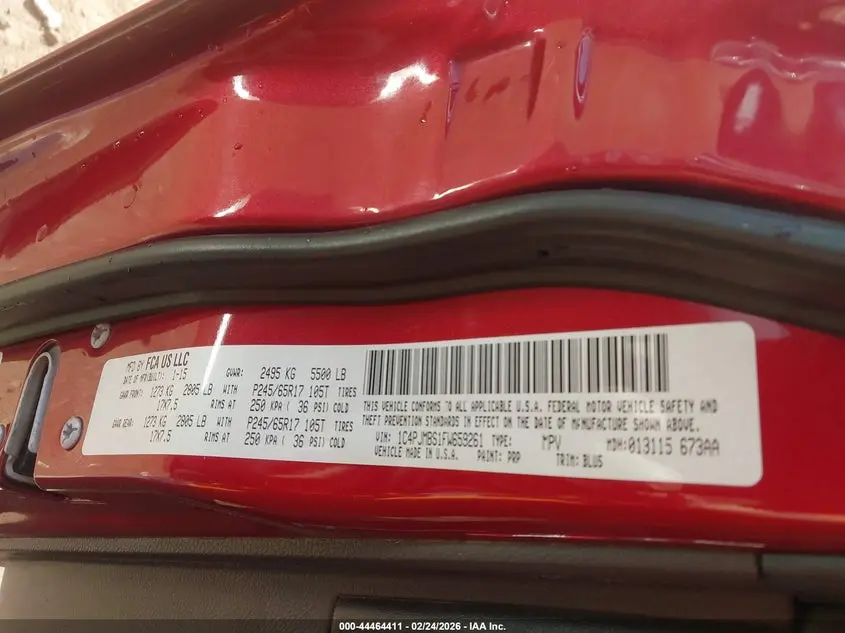 MFD BY FCA US LLC
DATE OF MFR(BUILT): 1-15 GVWR: 2495 KG 5500 LB
GAWR FRONT: 1273 KG 2805 LB WITH P245/65R17 105T TIRES
17X7.5 RIMS AT 250 KPA ( 36 PSI) COLD
GAWR REAR: 1273 KG 2805 LB WITH P245/65R17 105T TIRES
17X7.5 RIMS AT 250 KPA ( 36 PSI) COLD
THIS VEHICLE CONFORMS TO ALL APPLICABLE U.S.A. FEDERAL MOTOR VEHICLE SAFETY AND
THEFT PREVENTION STANDARDS IN EFFECT ON THE DATE OF MANUFACTURE SHOWN ABOVE.
VIN: 1C4PJMBS1FW659261 TYPE: MPV MDH:013115 673AA
VEHICLE MADE IN U.S.A. PAINT: PRP TRIM: BLUS
000-44464411 - 02/24/2026 - IAA Inc.